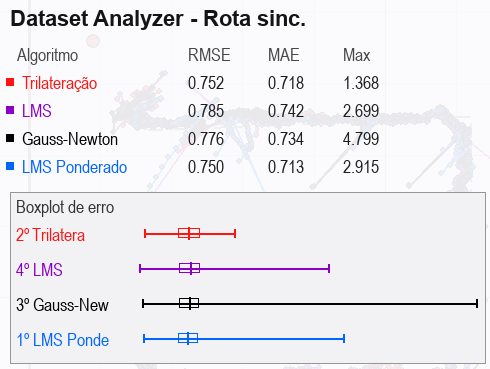 Dataset Analyzer - Rota sinc.
Algoritmo RMSE MAE Max
Trilateração 0.752 0.718 1.368
LMS 0.785 0.742 2.699
Gauss-Newton 0.776 0.734 4.799
LMS Ponderado 0.750 0.713 2.915
Boxplot de erro
2º Trilatera
4º LMS
3º Gauss-New
1º LMS Ponde